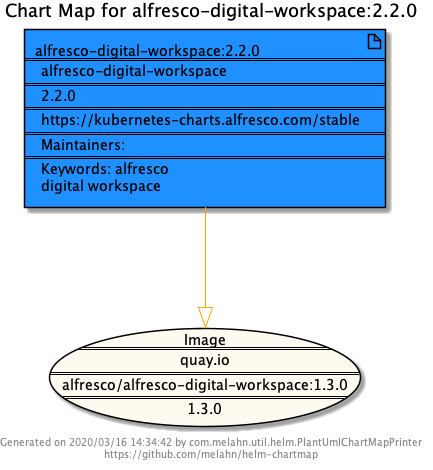 Chart Map for alfresco-digital-workspace:2.2.0
alfresco-digital-workspace:2.2.0
alfresco-digital-workspace
2.2.0
https://kubernetes-charts.alfresco.com/stable
Maintainers:
Keywords: alfresco
digital workspace
Image
quay.io
alfresco/alfresco-digital-workspace:1.3.0
1.3.0
Generated on 2020/03/16 14:34:42 by com.melahn.util.helm.PlantUmlChartMapPrinter
https://github.com/melahn/helm-chartmap